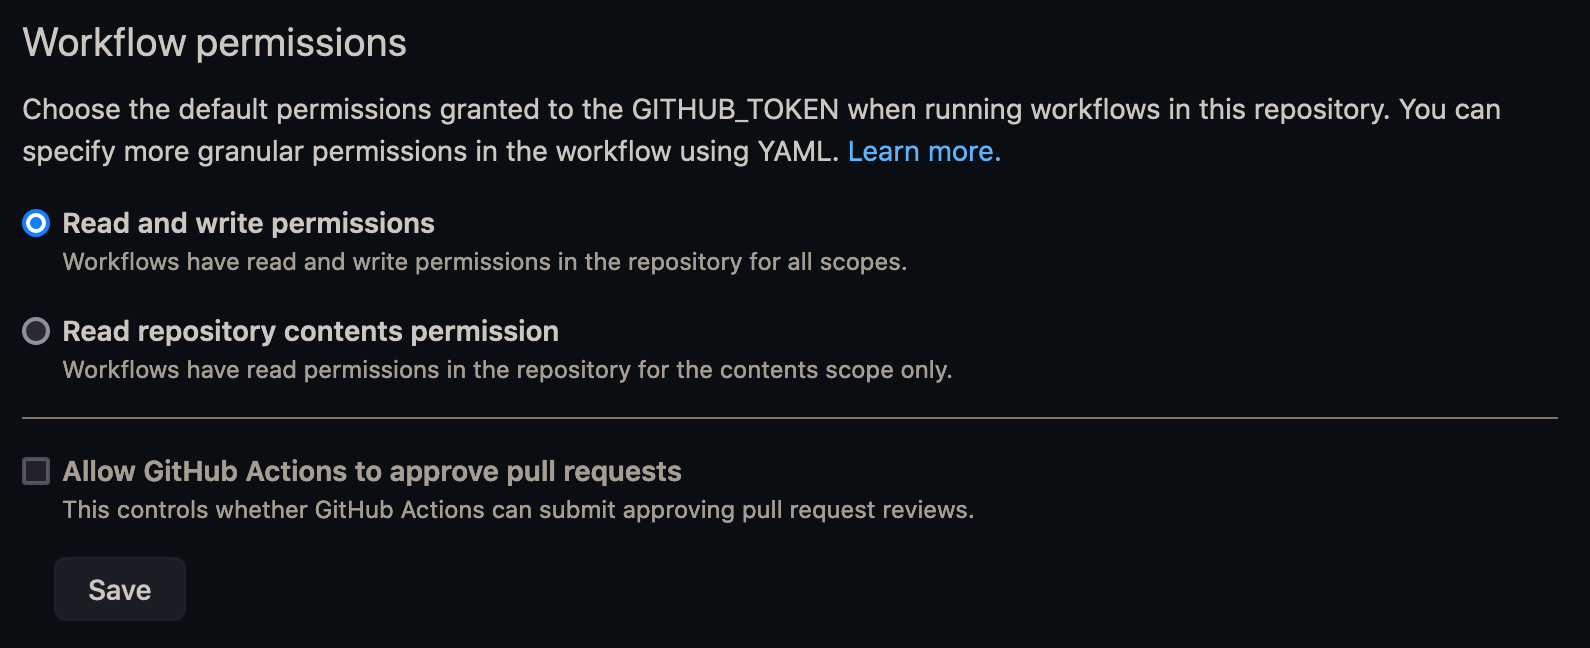 Workflow permissions
Choose the default permissions granted to the GITHUB_TOKEN when running workflows in this repository. You can
specify more granular permissions in the workflow using YAML. Learn more.
Read and write permissions
Workflows have read and write permissions in the repository for all scopes.
Read repository contents permission
Workflows have read permissions in the repository for the contents scope only.
Allow GitHub Actions to approve pull requests
This controls whether GitHub Actions can submit approving pull request reviews.
Save